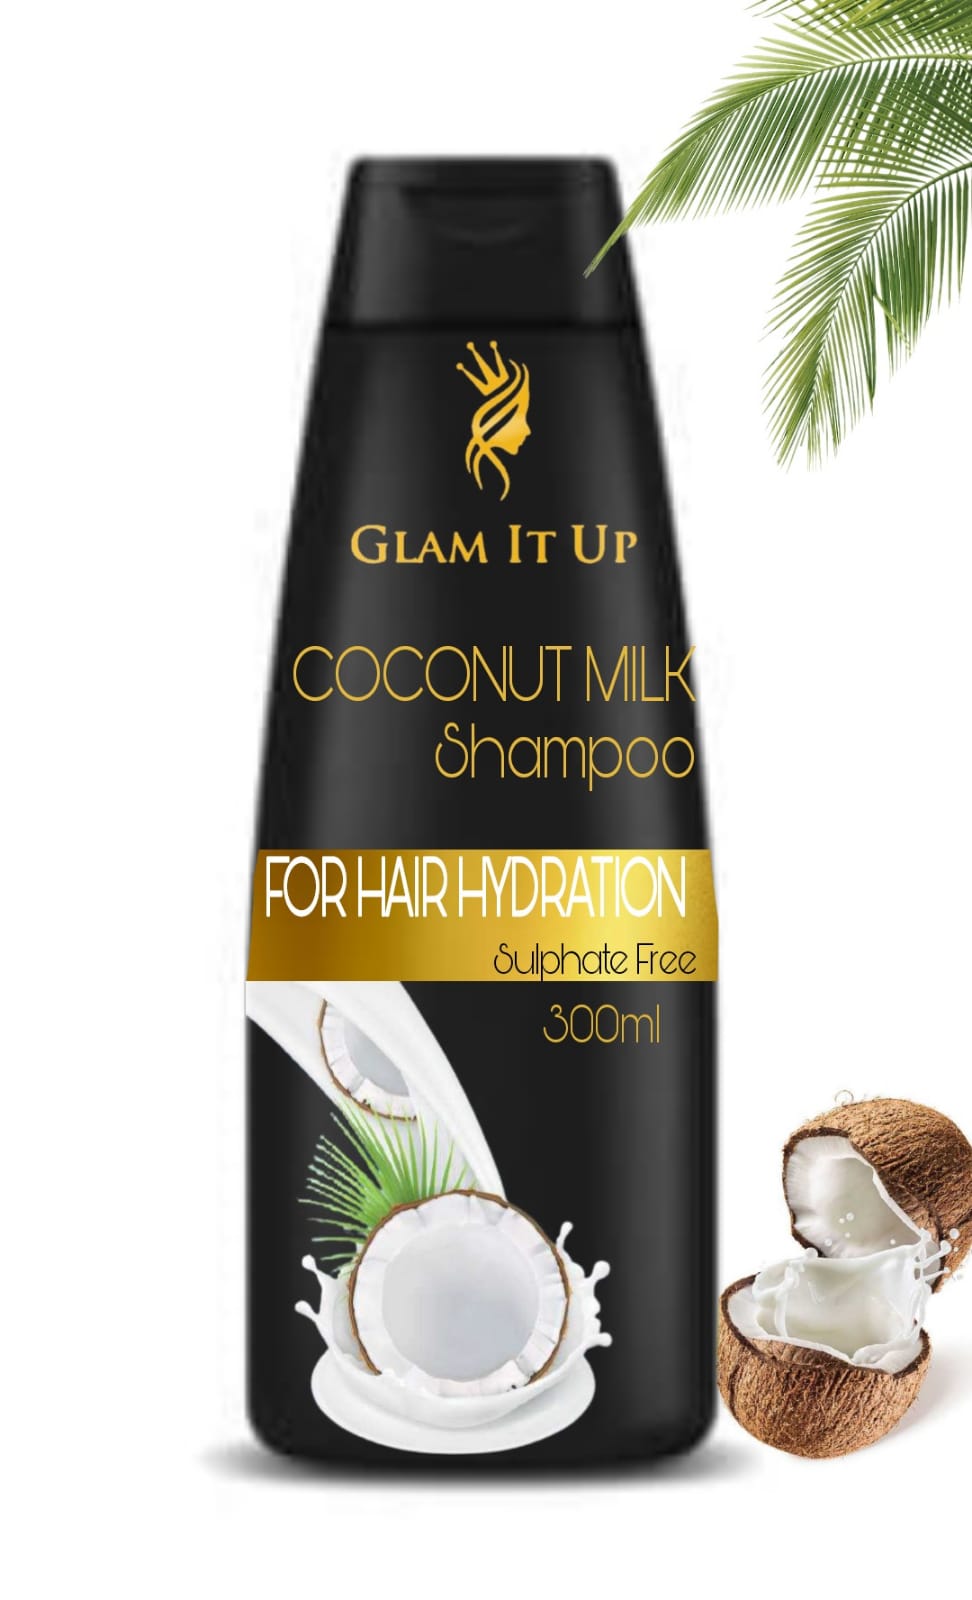 GLAM IT UP
COCONUT MILK
Shampoo
FOR HAIR HYDRATION
Sulphate Free
300ml